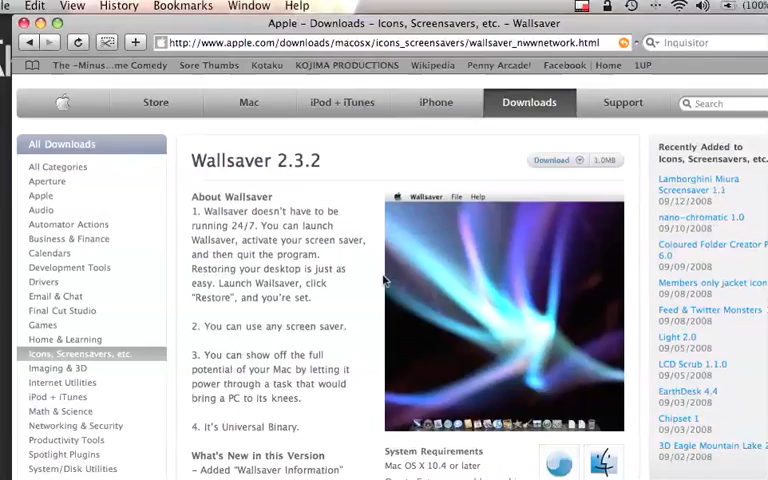 Edit View History Bookmarks Window Help (100%
Apple – Downloads – Icons, Screensavers, etc. – Wallsaver
http://www.apple.com/downloads/macosx/icons_screensavers/wallsaver_nwwnetwork.html
Inquisitor
The –Minus...me Comedy Sore Thumbs Kotaku KOJIMA PRODUCTIONS Wikipedia Penny Arcade! Facebook | Home 1UP
Store Mac iPod + iTunes iPhone Downloads Support Search
All Downloads
All Categories
Aperture
Apple
Audio
Automator Actions
Business & Finance
Calendars
Development Tools
Drivers
Email & Chat
Final Cut Studio
Games
Home & Learning
Icons, Screensavers, etc.
Imaging & 3D
Internet Utilities
iPod + iTunes
Math & Science
Networking & Security
Productivity Tools
Spotlight Plugins
System/Disk Utilities
Wallsaver 2.3.2
Download 1.0MB
About Wallsaver
1. Wallsaver doesn't have to be
running 24/7. You can launch
Wallsaver, activate your screen saver,
and then quit the program.
Restoring your desktop is just as
easy. Launch Wallsaver, click
“Restore”, and you're set.
2. You can use any screen saver.
3. You can show off the full
potential of your Mac by letting it
power through a task that would
bring a PC to its knees.
4. It's Universal Binary.
What's New in this Version
- Added “Wallsaver Information”
Wallsaver File Help
System Requirements
Mac OS X 10.4 or later
Recently Added to
Icons, Screensavers, etc.
Lamborghini Miura
Screensaver 1.1
09/12/2008
nano-chromatic 1.0
09/10/2008
Coloured Folder Creator P
6.0
09/09/2008
Members only jacket icon
09/08/2008
Feed & Twitter Monsters
09/08/2008
Light 2.0
09/05/2008
LCD Scrub 1.1.0
09/05/2008
EarthDesk 4.4
09/04/2008
Chipset 1
09/03/2008
3D Eagle Mountain Lake 2
09/02/2008